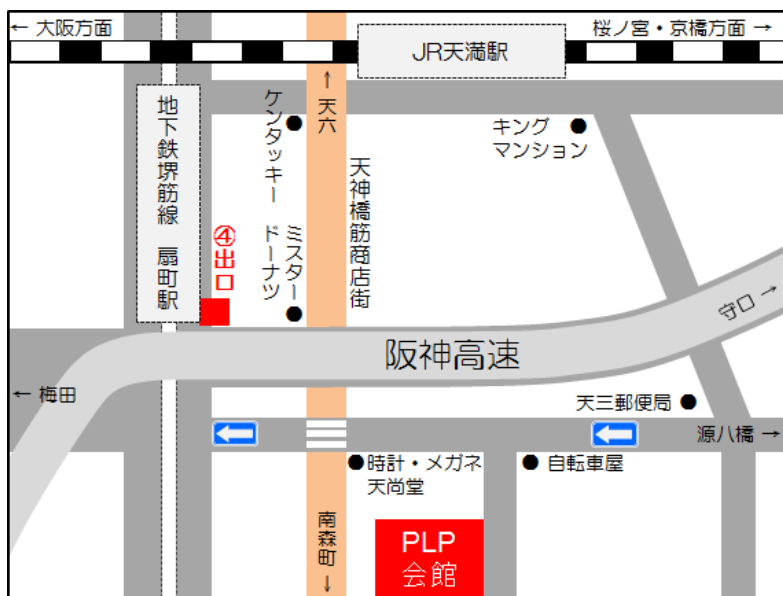 ← 大阪方面
桜ノ宮・京橋方面 →
JR天満駅
地下鉄堺筋線 扇町駅
④出口
ケンタッキー
ミスター
ドーナツ
← 天六
天神橋筋商店街
キング
マンション
阪神高速
守口 →
← 梅田
天三郵便局
源八橋 →
時計・メガネ
天尚堂
自転車屋
南森町 →
PLP
会館